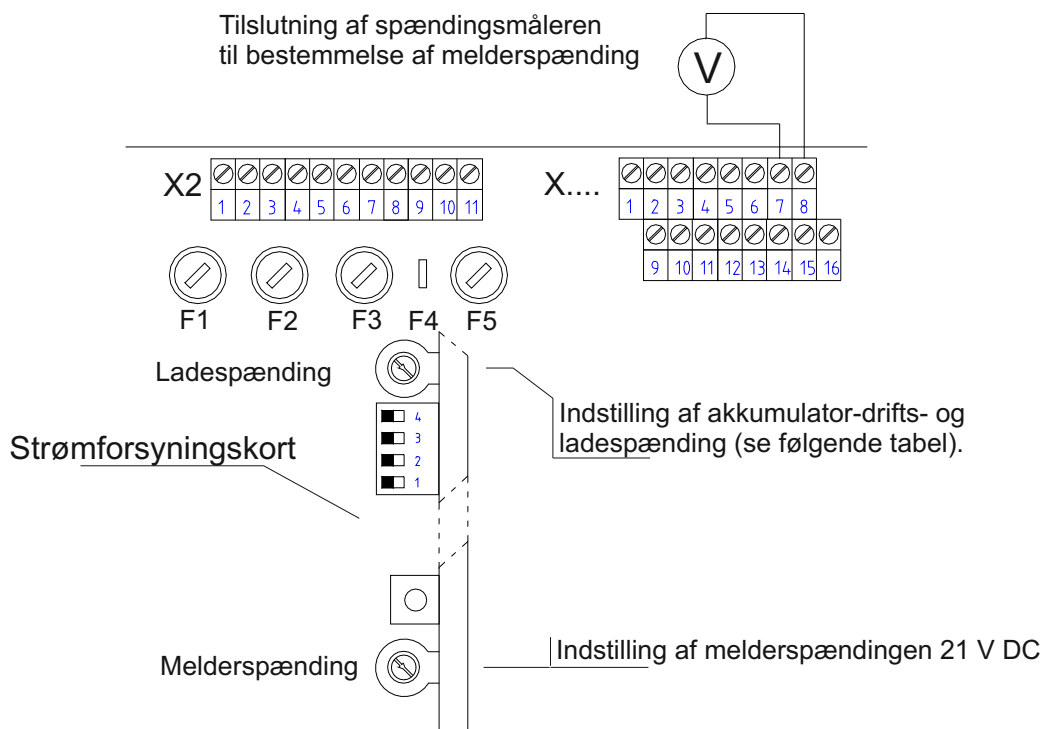 Tilslutning af spændingsmåleren
til bestemmelse af melderspænding
V
X2
1 2 3 4 5 6 7 8 9 10 11
X....
1 2 3 4 5 6 7 8
9 10 11 12 13 14 15 16
F1 F2 F3 F4 F5
Ladespænding
4
3
2
1
Indstilling af akkumulator-drifts- og
ladespænding (se følgende tabel).
Strømforsyningskort
Melderspænding
Indstilling af melderspændingen 21 V DC